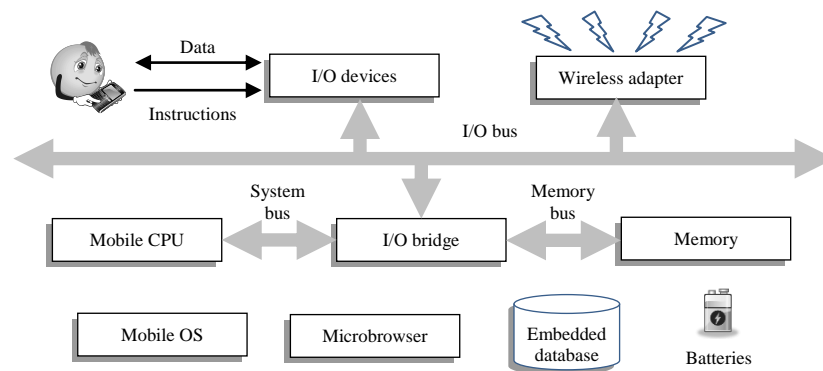 Data
I/O devices
Wireless adapter
Instructions
I/O bus
System
bus
Memory
bus
Mobile CPU
I/O bridge
Memory
Mobile OS
Microbrowser
Embedded
database
Batteries